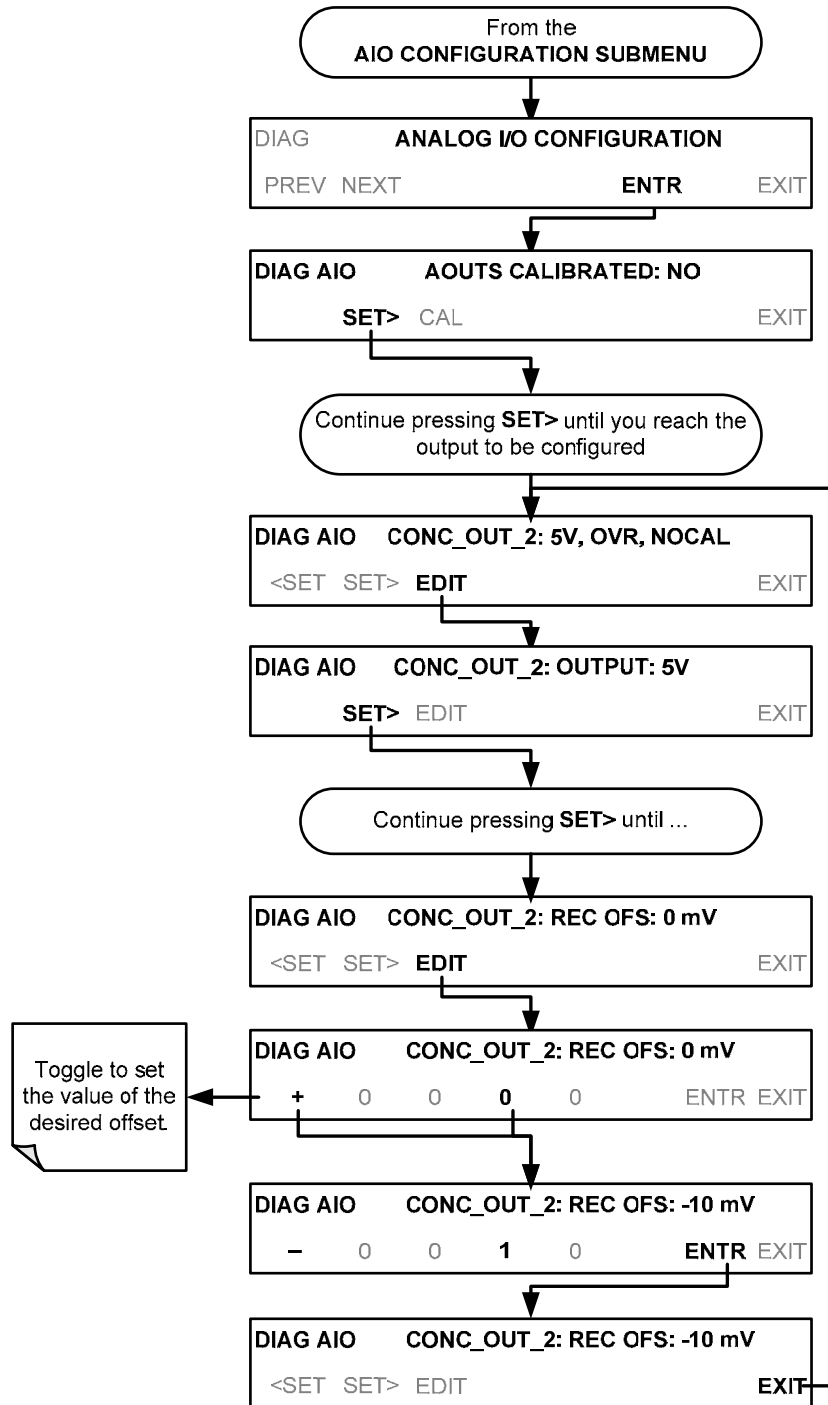 From the
AIO CONFIGURATION SUBMENU
DIAG ANALOG I/O CONFIGURATION
PREV NEXT ENTR EXIT
DIAG AIO AOUTS CALIBRATED: NO
SET> CAL EXIT
Continue pressing SET> until you reach the
output to be configured
DIAG AIO CONC_OUT_2: 5V, OVR, NOCAL
<SET SET> EDIT EXIT
DIAG AIO CONC_OUT_2: OUTPUT: 5V
SET> EDIT EXIT
Continue pressing SET> until ...
DIAG AIO CONC_OUT_2: REC OFS: 0 mV
<SET SET> EDIT EXIT
Toggle to set
the value of the
desired offset.
DIAG AIO CONC_OUT_2: REC OFS: 0 mV
+ 0 0 0 0 ENTR EXIT
DIAG AIO CONC_OUT_2: REC OFS: -10 mV
– 0 0 1 0 ENTR EXIT
DIAG AIO CONC_OUT_2: REC OFS: -10 mV
<SET SET> EDIT EXIT